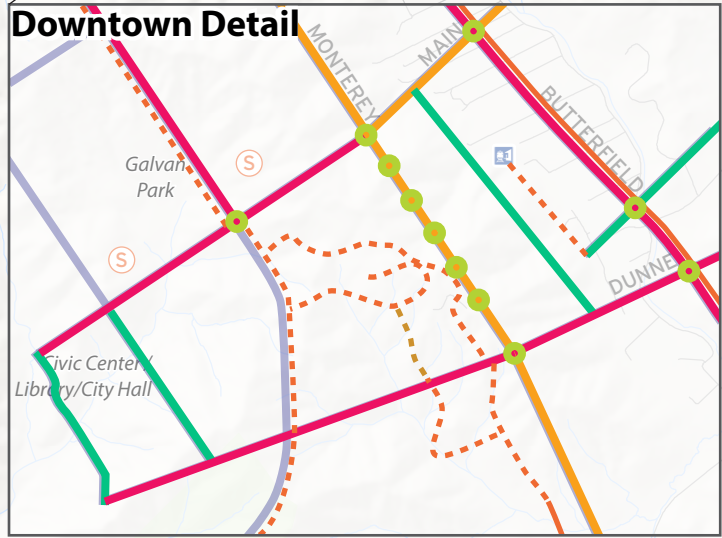 Downtown Detail
MONTEREY
MAIN
BUTTERFIELD
Galvan
Park
S
S
DUNNE
Civic Center/
Library/City Hall